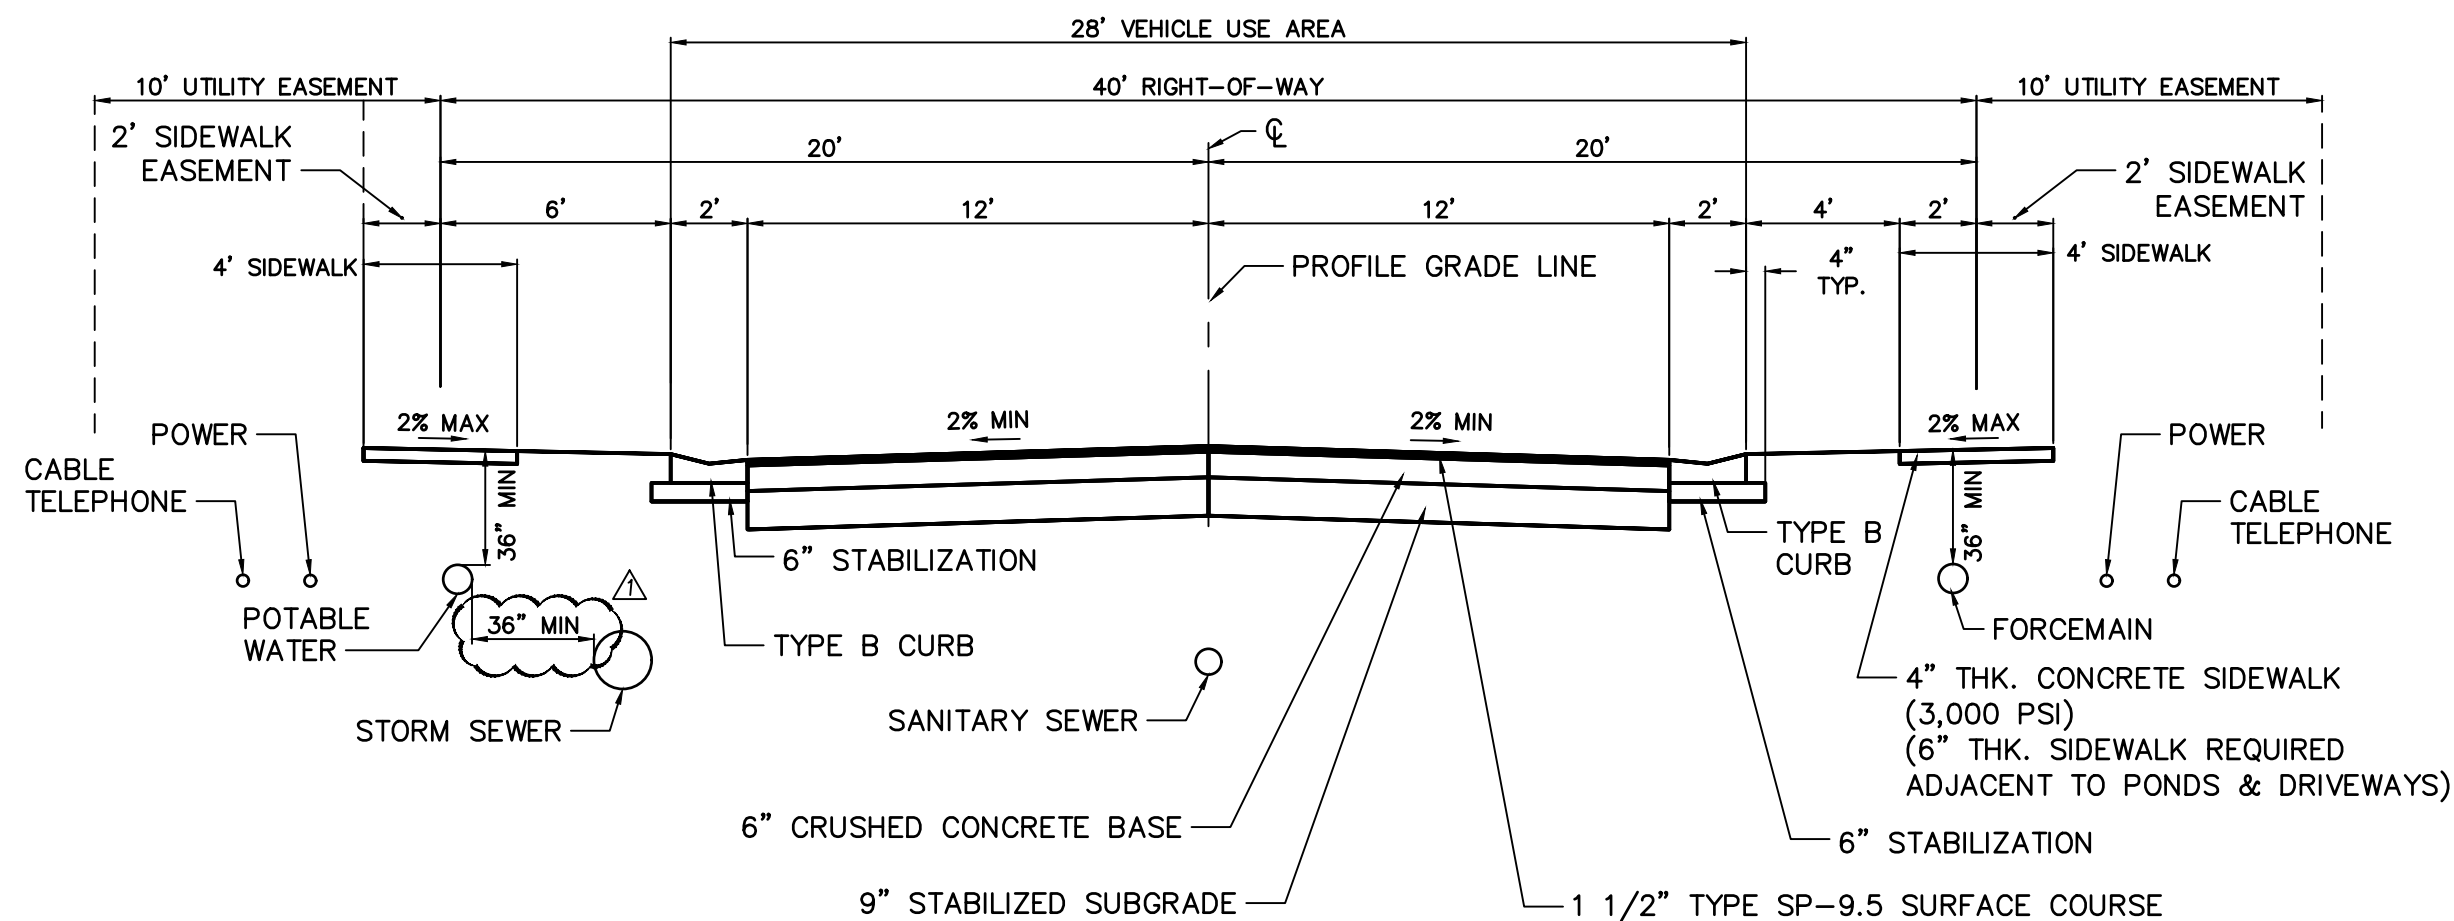 28' VEHICLE USE AREA
10' UTILITY EASEMENT
40' RIGHT-OF-WAY
10' UTILITY EASEMENT
2' SIDEWALK
EASEMENT
20'
℄
20'
2' SIDEWALK
EASEMENT
6'
2'
12'
12'
2'
4'
2'
4' SIDEWALK
PROFILE GRADE LINE
4"
TYP.
4' SIDEWALK
2% MAX
2% MIN
2% MIN
2% MAX
POWER
POWER
CABLE
TELEPHONE
36" MIN
36" MIN
CABLE
TELEPHONE
6" STABILIZATION
TYPE B
CURB
1
POTABLE
WATER
36" MIN
TYPE B CURB
FORCEMAIN
STORM SEWER
SANITARY SEWER
4" THK. CONCRETE SIDEWALK
(3,000 PSI)
(6" THK. SIDEWALK REQUIRED
ADJACENT TO PONDS & DRIVEWAYS)
6" CRUSHED CONCRETE BASE
6" STABILIZATION
9" STABILIZED SUBGRADE
1 1/2" TYPE SP-9.5 SURFACE COURSE